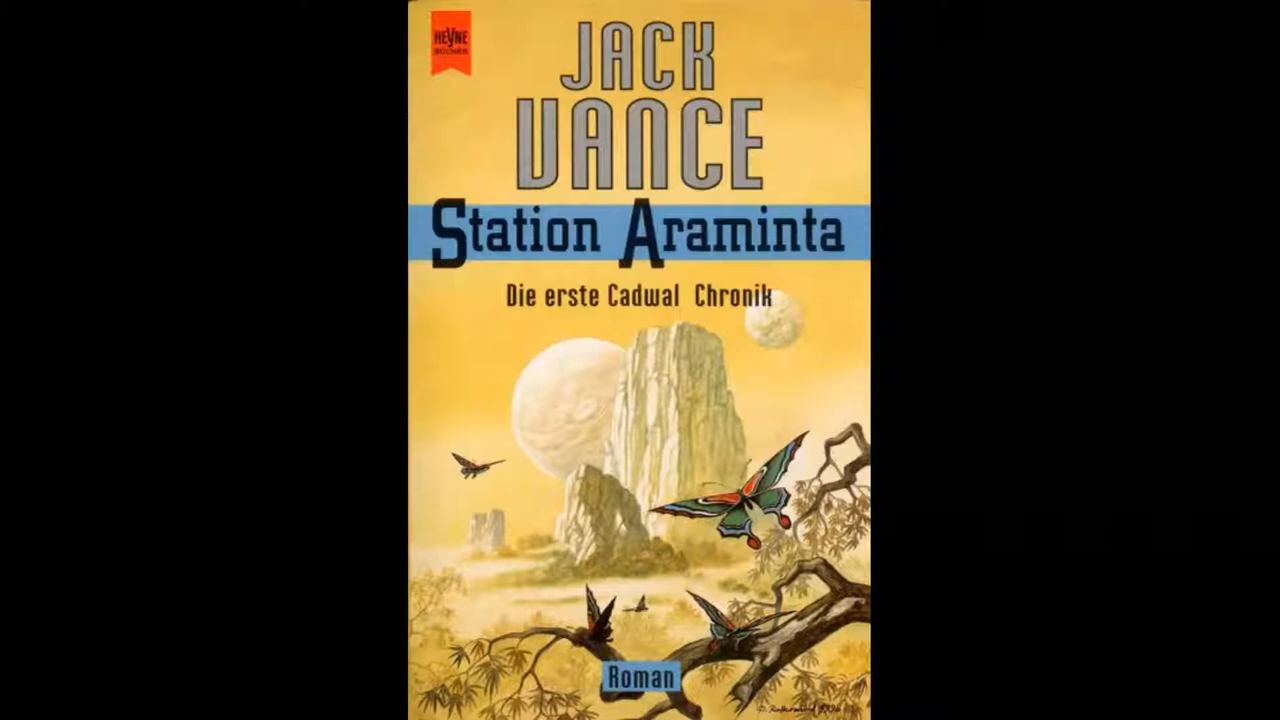 HEYNE
BÜCHER
JACK
VANCE
Station Araminta
Die erste Cadwal Chronik
Roman